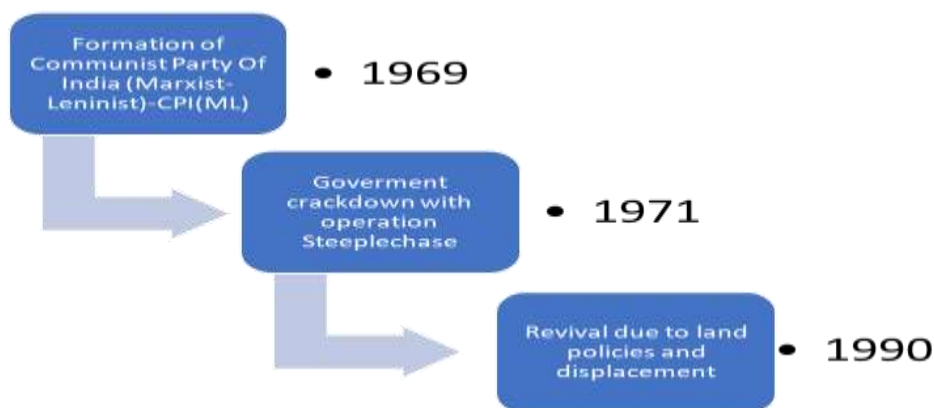 Formation of
Communist Party Of
India (Marxist-
Leninist)-CPI(ML)
• 1969
Goverment
crackdown with
operation
Steeplechase
• 1971
Revival due to land
policies and
displacement
• 1990